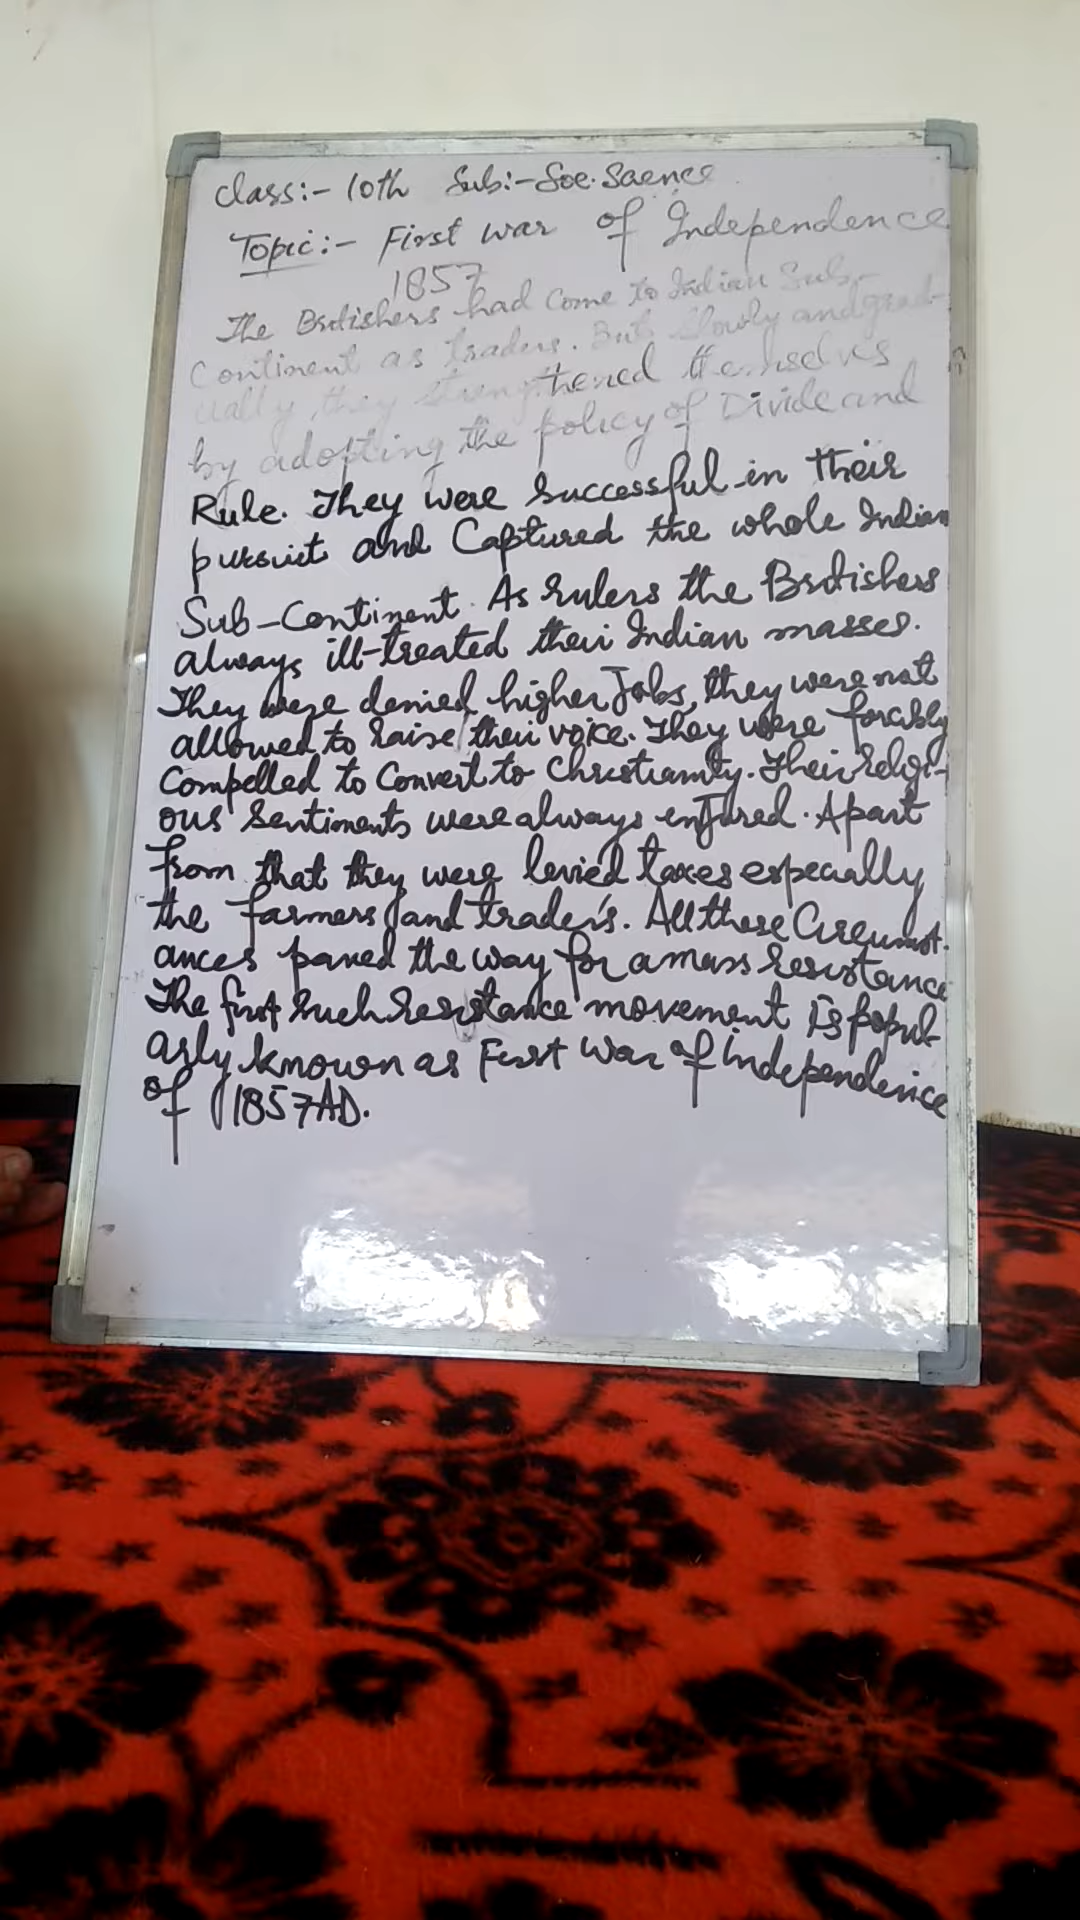 Class:- 10th Sub:- Soc. Science
Topic:- First war of Independence
1857
The Britishers had come to Indian Sub-
Continent as traders. But slowly and grad-
ually, they strengthened themselves
by adopting the policy of Divide and
Rule. They were successful in their
pursuit and Captured the whole Indian
Sub-Continent. As rulers the Britishers
always ill-treated their Indian masses.
They were denied higher Jobs, they were not
allowed to raise their voice. They were forcibly
Compelled to Convert to Christianity. Their religi-
ous Sentiments were always enJured. Apart
from that they were levied taxes especially
the farmers and trader's. All these Circumst-
ances paved the way for a mass resistance
The first such resistance movement is popul-
arly known as First War of Independence
of 1857AD.